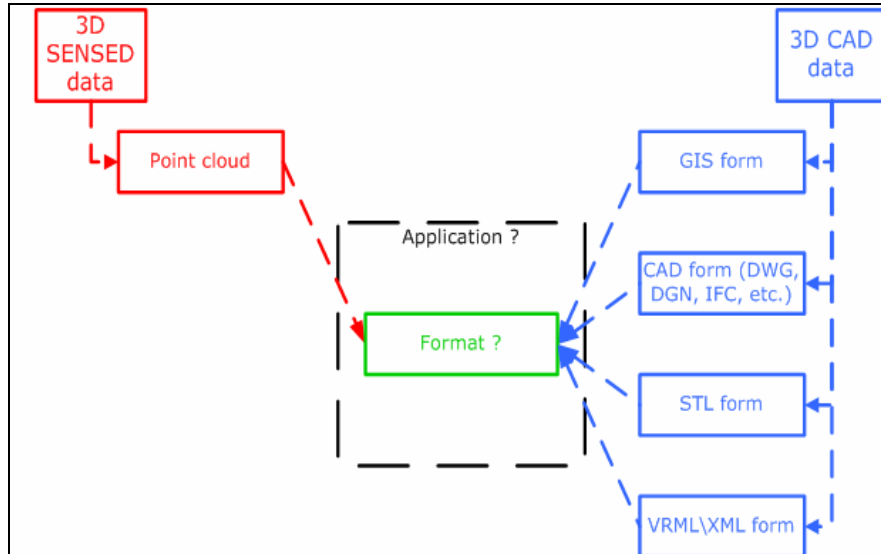 3D
SENSED
data
3D CAD
data
Point cloud
GIS form
Application ?
CAD form (DWG,
DGN, IFC, etc.)
Format ?
STL form
VRML\XML form